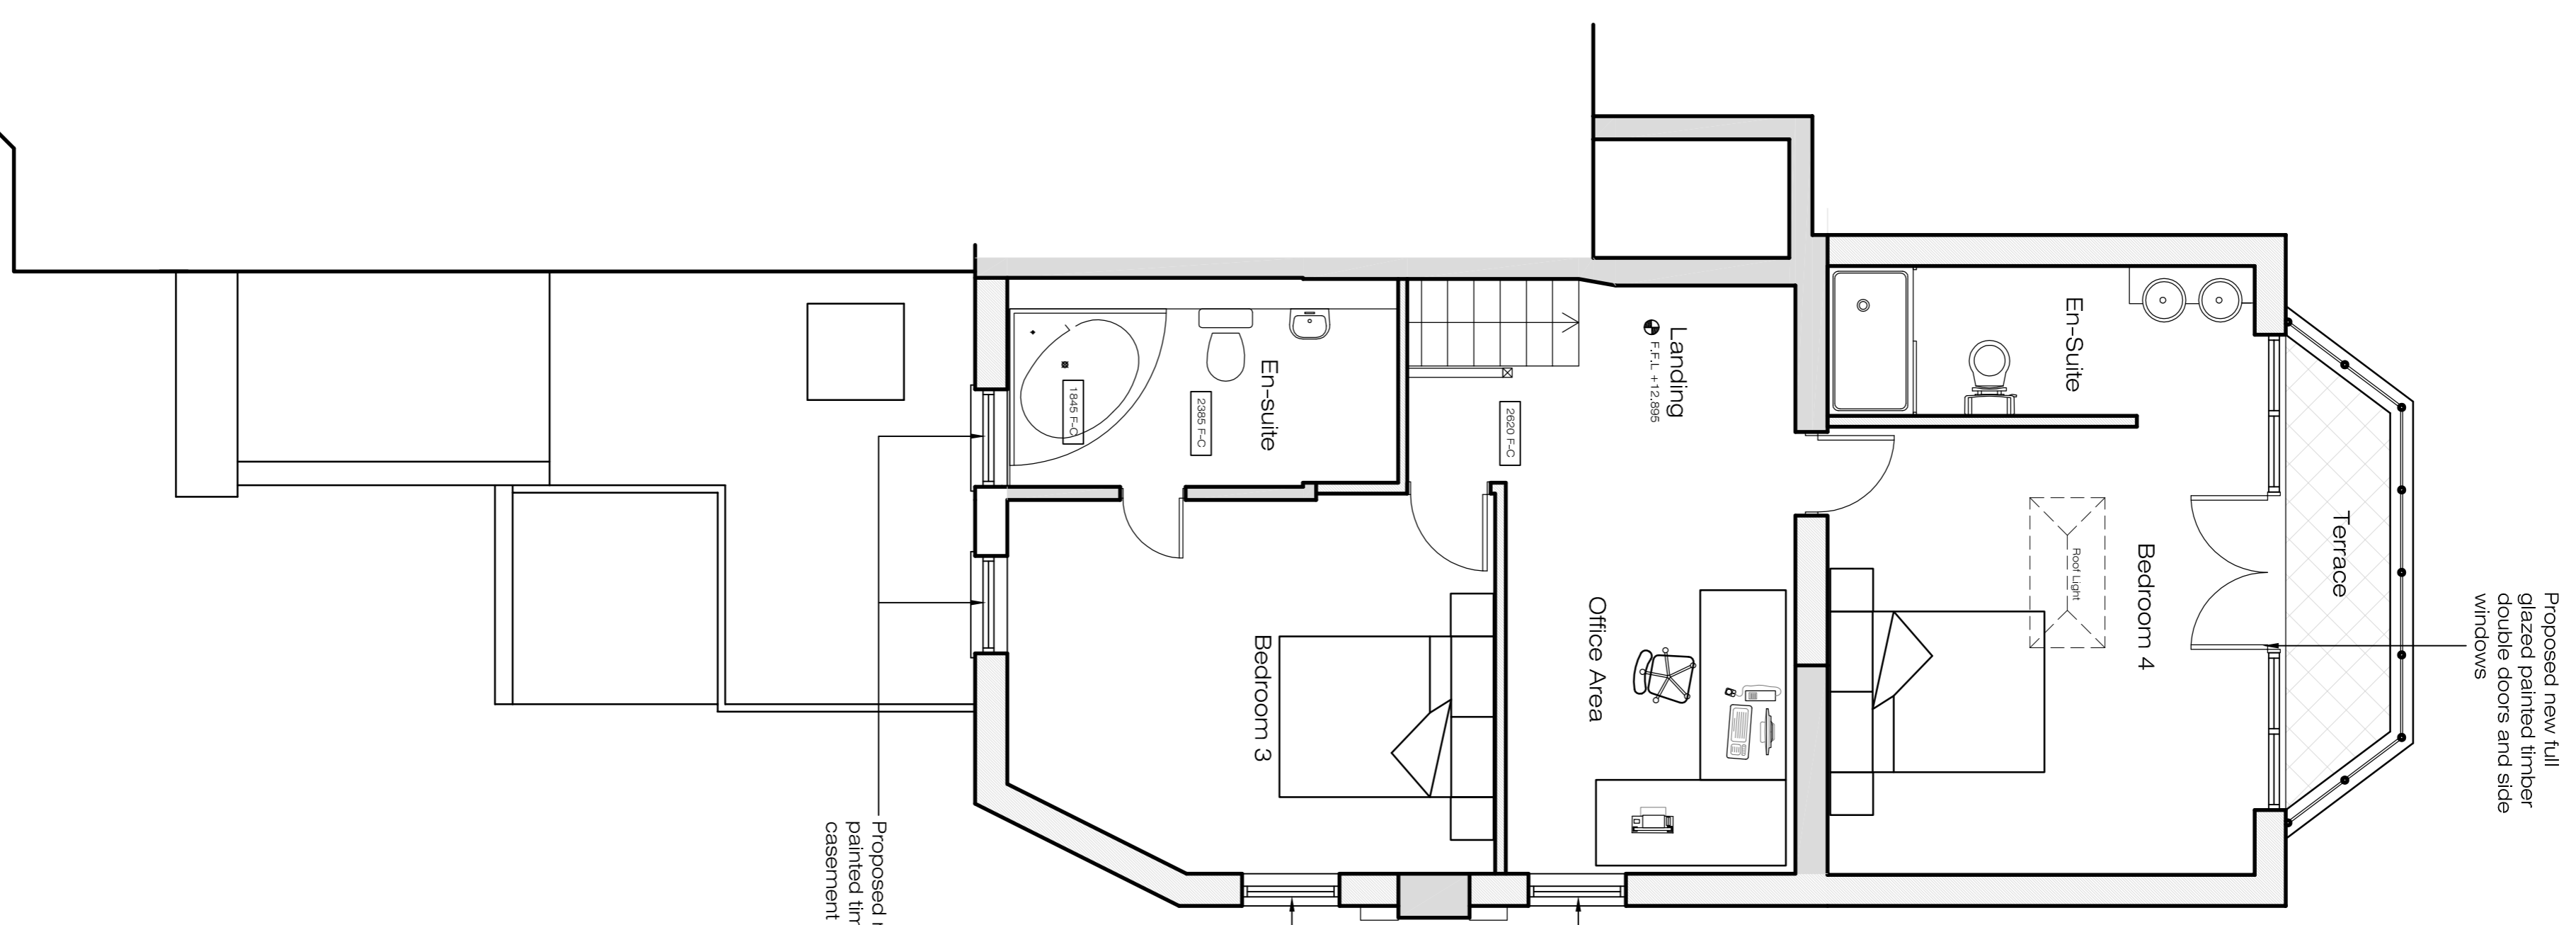 Proposed new full
glazed painted timber
double doors and side
windows
Terrace
Bedroom 4
Roof Light
En-Suite
Landing
F.F.L +12.895
Office Area
2620 F-C
En-suite
2385 F-C
1845 F-C
Bedroom 3
Proposed
painted
casement